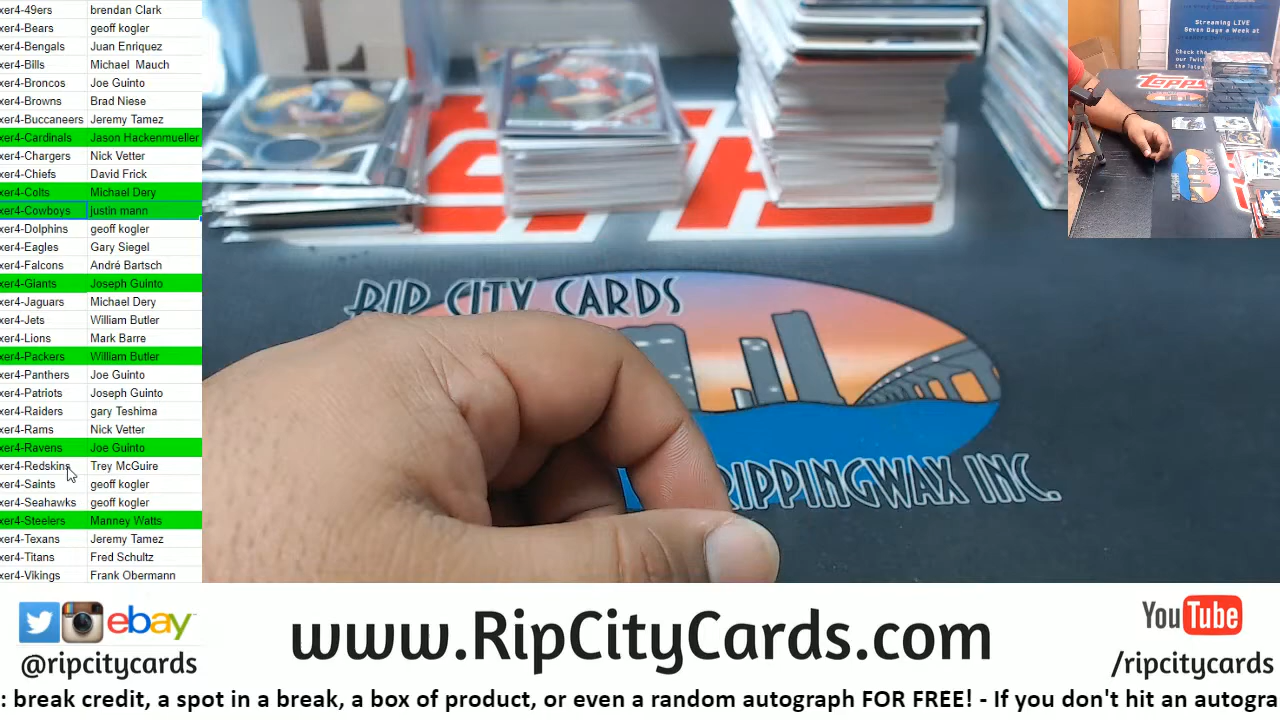 xer4-49ers brendan Clark
xer4-Bears geoff kogler
xer4-Bengals Juan Enriquez
xer4-Bills Michael Mauch
xer4-Broncos Joe Guinto
xer4-Browns Brad Niese
xer4-Buccaneers Jeremy Tamez
xer4-Cardinals Jason Hackenmueller
xer4-Chargers Nick Vetter
xer4-Chiefs David Frick
xer4-Colts Michael Dery
xer4-Cowboys justin mann
xer4-Dolphins geoff kogler
xer4-Eagles Gary Siegel
xer4-Falcons André Bartsch
xer4-Giants Joseph Guinto
xer4-Jaguars Michael Dery
xer4-Jets William Butler
xer4-Lions Mark Barre
xer4-Packers William Butler
xer4-Panthers Joe Guinto
xer4-Patriots Joseph Guinto
xer4-Raiders gary Teshima
xer4-Rams Nick Vetter
xer4-Ravens Joe Guinto
xer4-Redskins Trey McGuire
xer4-Saints geoff kogler
xer4-Seahawks geoff kogler
xer4-Steelers Manney Watts
xer4-Texans Jeremy Tamez
xer4-Titans Fred Schultz
xer4-Vikings Frank Obermann
RIP CITY CARDS
RIPPINGWAX INC.
Streaming LIVE
Seven Days a Week at
Check
our Twit
the lates
topps
ebay
@ripcitycards
www.RipCityCards.com
YouTube
/ripcitycards
: break credit, a spot in a break, a box of product, or even a random autograph FOR FREE! - If you don't hit an autogra